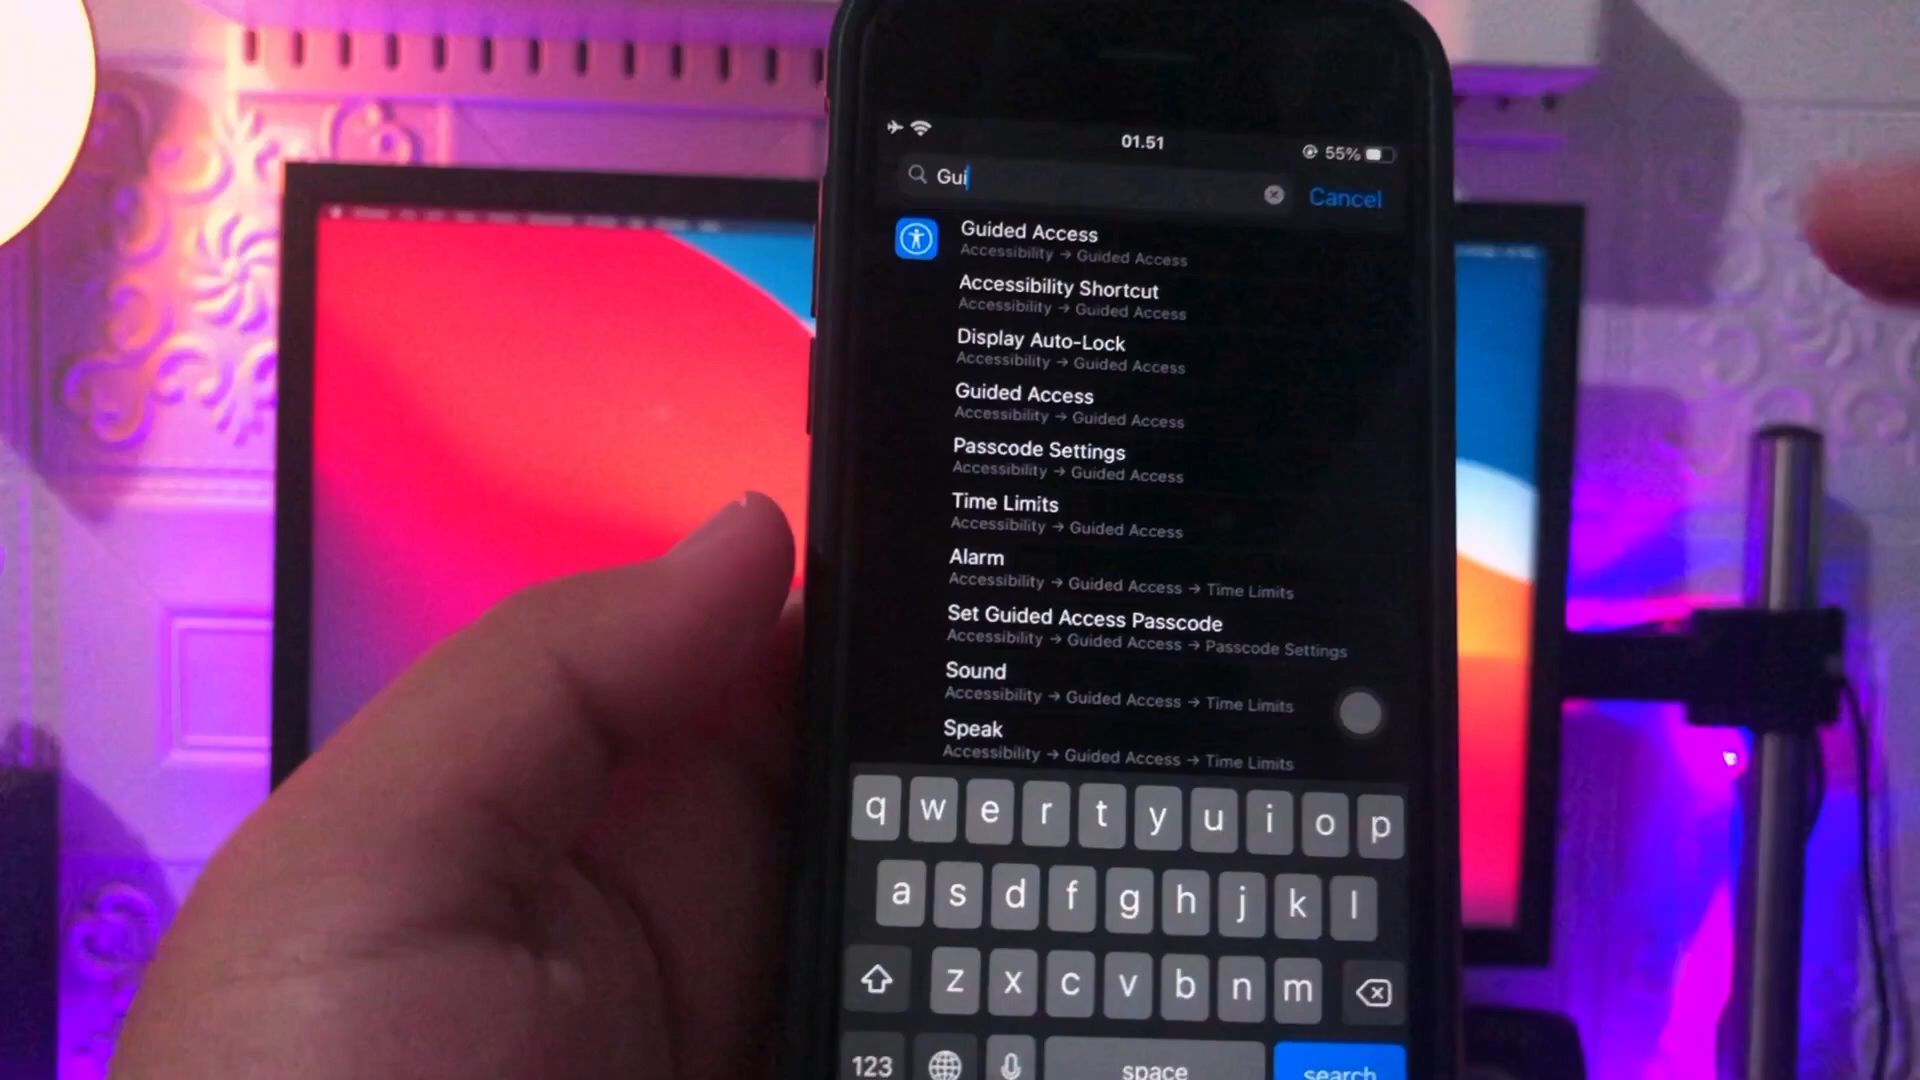 01.51
55%
Gui
Cancel
Guided Access
Accessibility → Guided Access
Accessibility Shortcut
Accessibility → Guided Access
Display Auto-Lock
Accessibility → Guided Access
Guided Access
Accessibility → Guided Access
Passcode Settings
Accessibility → Guided Access
Time Limits
Accessibility → Guided Access
Alarm
Accessibility → Guided Access → Time Limits
Set Guided Access Passcode
Accessibility → Guided Access → Passcode Settings
Sound
Accessibility → Guided Access → Time Limits
Speak
Accessibility → Guided Access → Time Limits
q w e r t y u i o p
a s d f g h j k l
z x c v b n m
123 space search